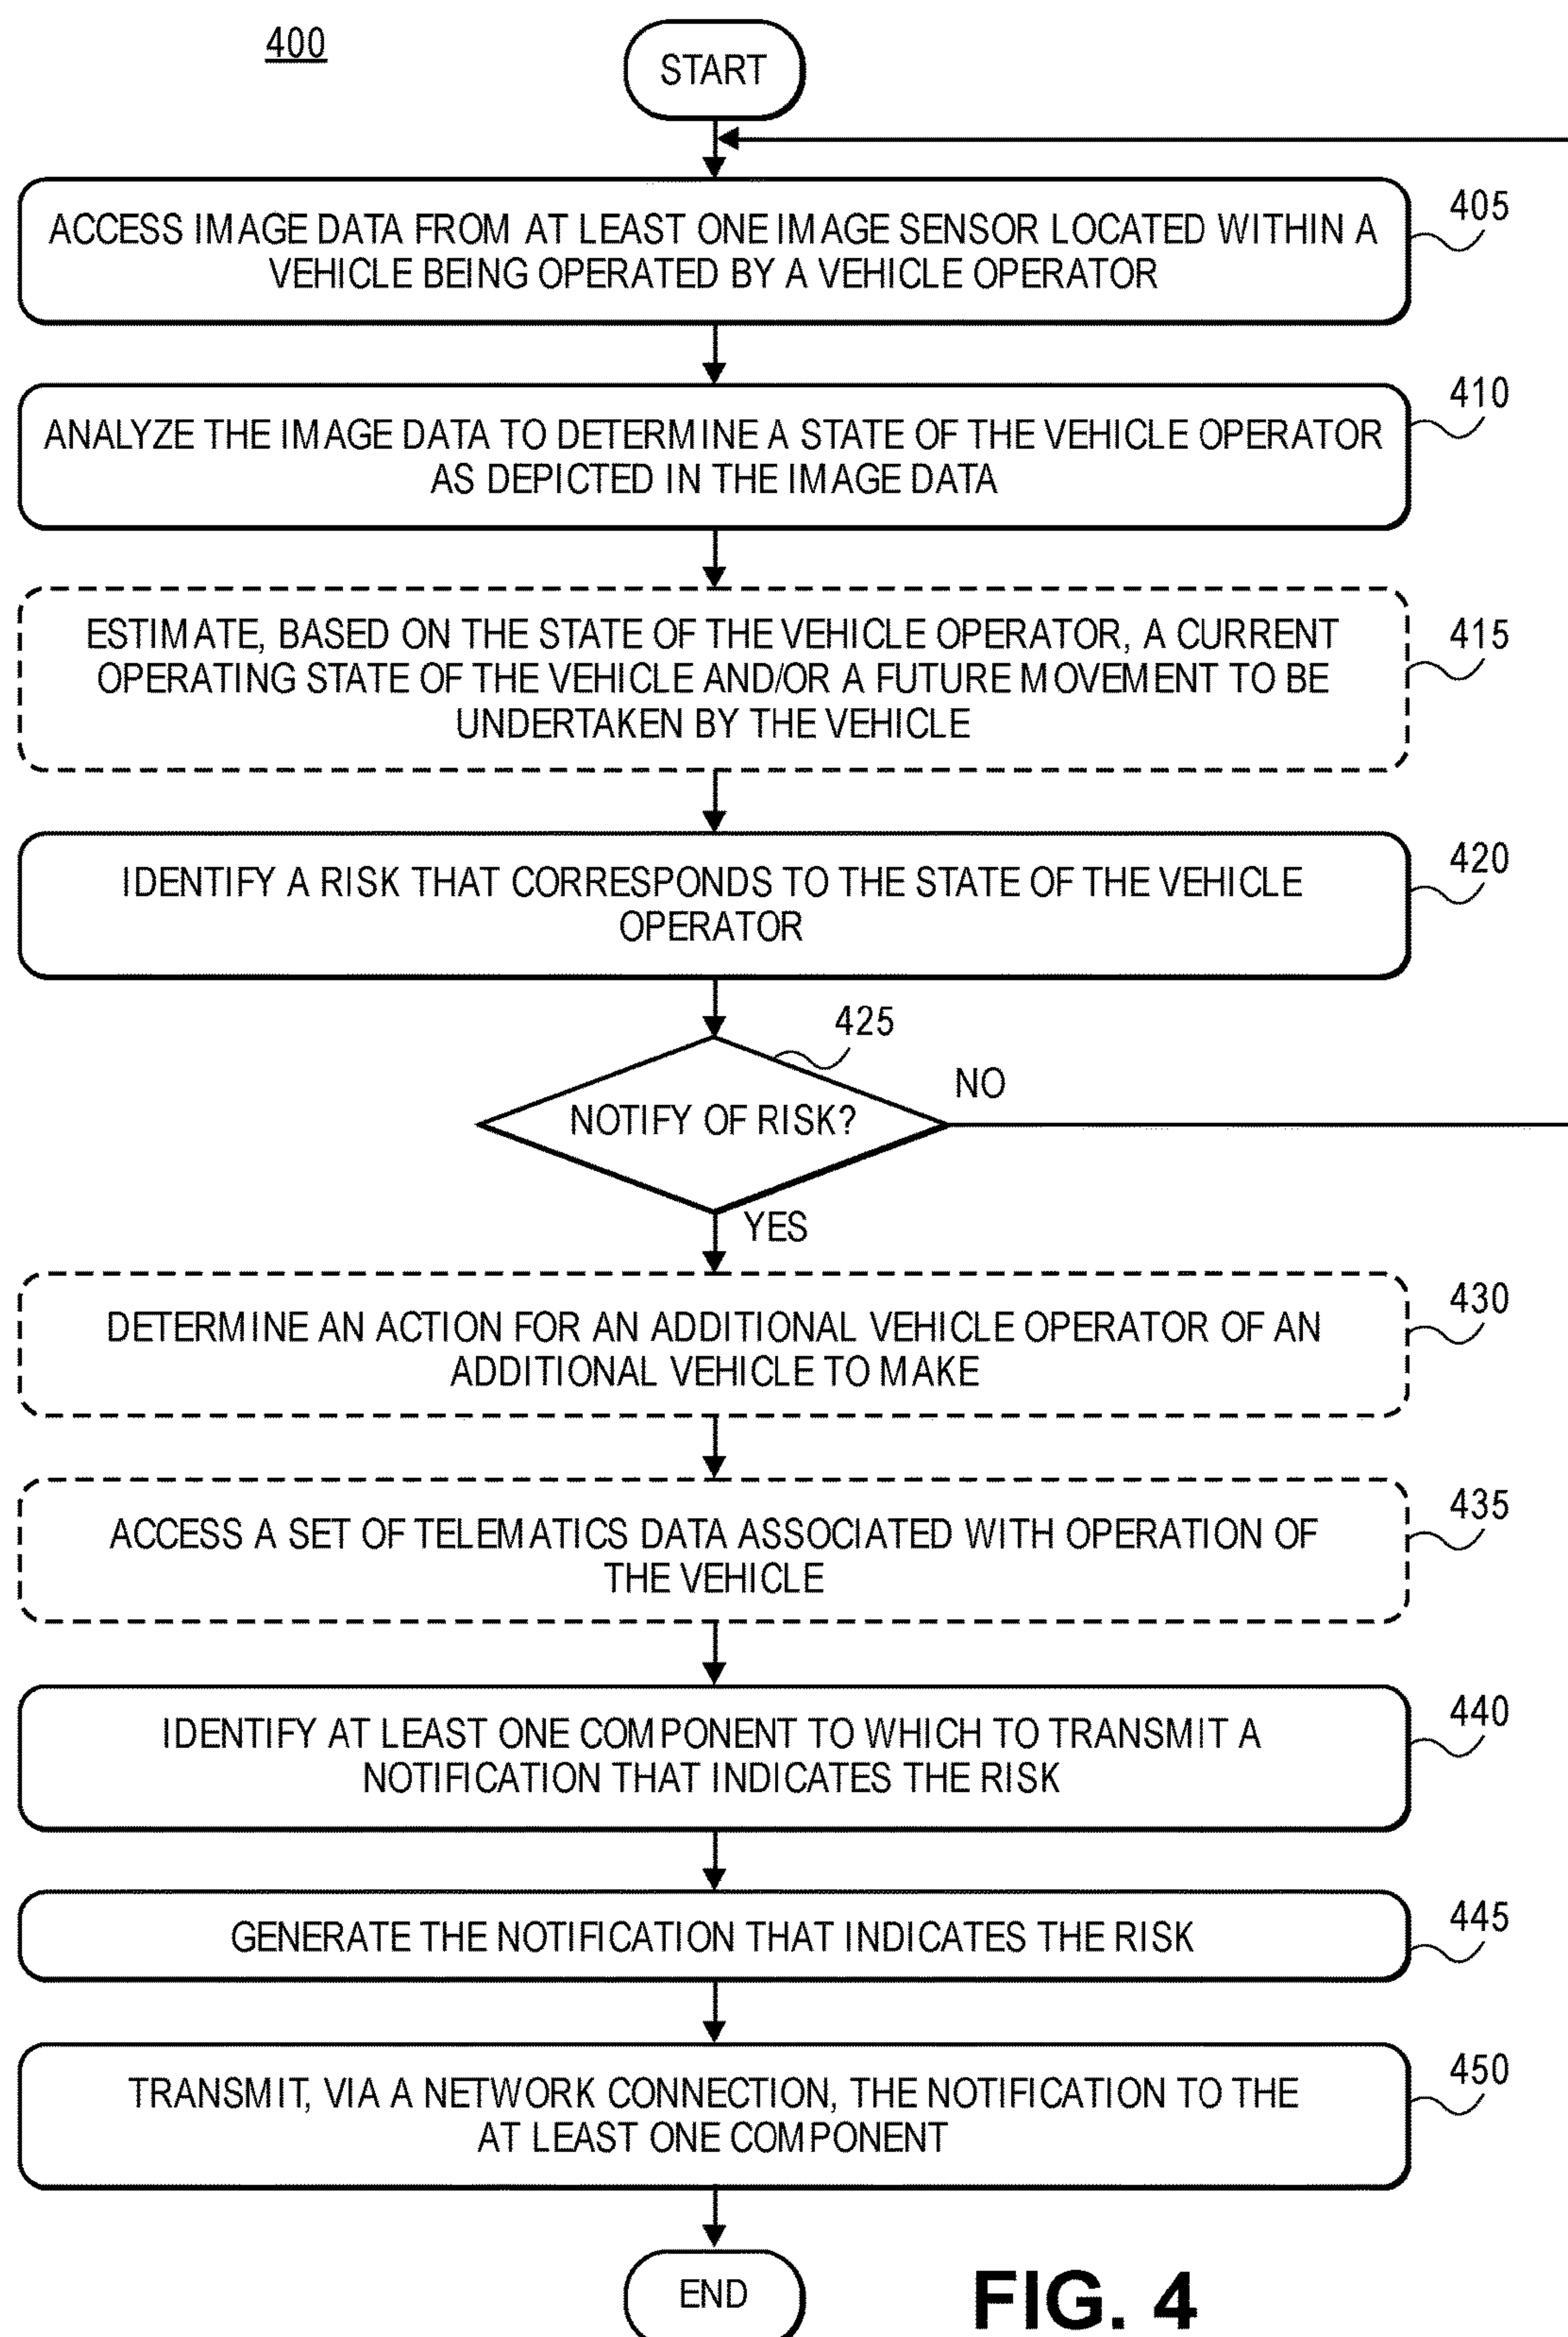 400
START
ACCESS IMAGE DATA FROM AT LEAST ONE IMAGE SENSOR LOCATED WITHIN A
VEHICLE BEING OPERATED BY A VEHICLE OPERATOR
405
ANALYZE THE IMAGE DATA TO DETERMINE A STATE OF THE VEHICLE OPERATOR
AS DEPICTED IN THE IMAGE DATA
410
ESTIMATE, BASED ON THE STATE OF THE VEHICLE OPERATOR, A CURRENT
OPERATING STATE OF THE VEHICLE AND/OR A FUTURE MOVEMENT TO BE
UNDERTAKEN BY THE VEHICLE
415
IDENTIFY A RISK THAT CORRESPONDS TO THE STATE OF THE VEHICLE
OPERATOR
420
425
NOTIFY OF RISK?
NO
YES
DETERMINE AN ACTION FOR AN ADDITIONAL VEHICLE OPERATOR OF AN
ADDITIONAL VEHICLE TO MAKE
430
ACCESS A SET OF TELEMATICS DATA ASSOCIATED WITH OPERATION OF
THE VEHICLE
435
IDENTIFY AT LEAST ONE COMPONENT TO WHICH TO TRANSMIT A
NOTIFICATION THAT INDICATES THE RISK
440
GENERATE THE NOTIFICATION THAT INDICATES THE RISK
445
TRANSMIT, VIA A NETWORK CONNECTION, THE NOTIFICATION TO THE
AT LEAST ONE COMPONENT
450
END
FIG. 4